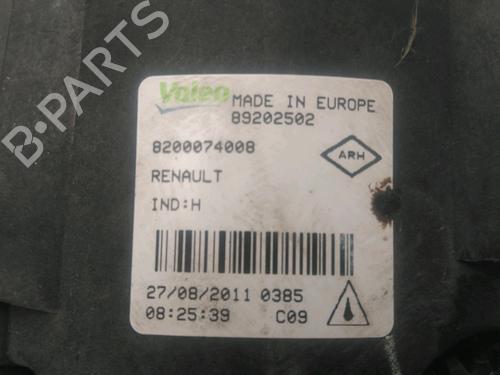 B-PARTS
Valeo
MADE IN EUROPE
89202502
8200074008
ARH
RENAULT
IND:H
27/08/2011 0385
08:25:39 C09